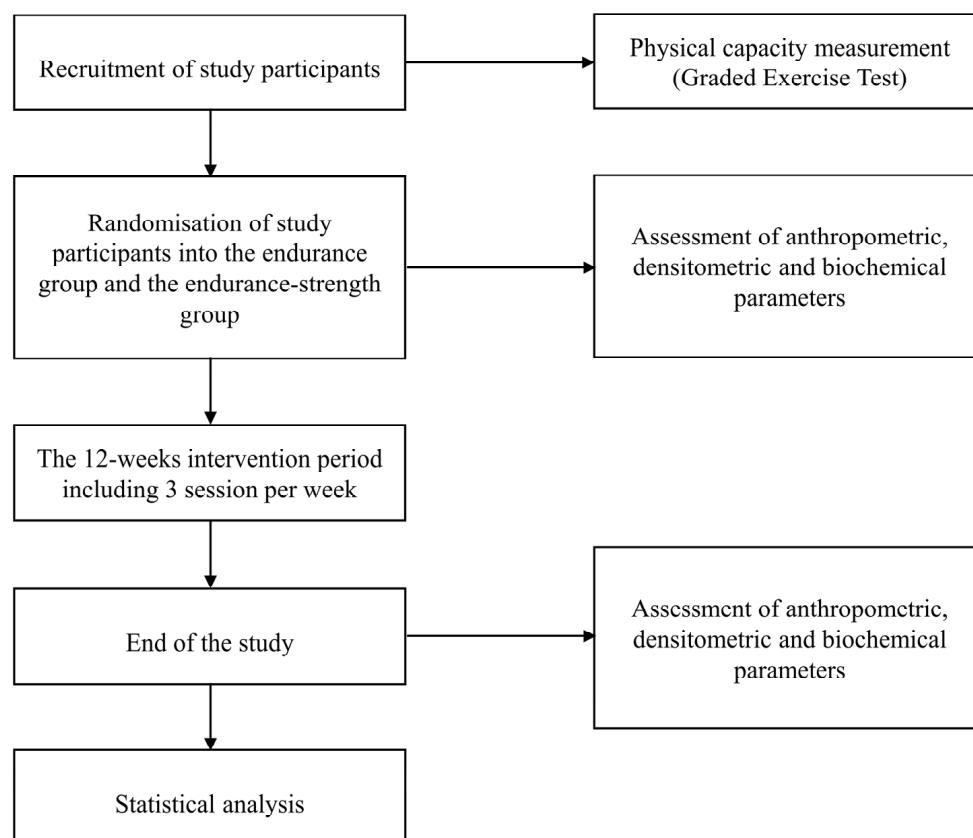 Recruitment of study participants
Physical capacity measurement
(Graded Exercise Test)
Randomisation of study
participants into the endurance
group and the endurance-strength
group
Assessment of anthropometric,
densitometric and biochemical
parameters
The 12-weeks intervention period
including 3 session per week
End of the study
Assessment of anthropometric,
densitometric and biochemical
parameters
Statistical analysis